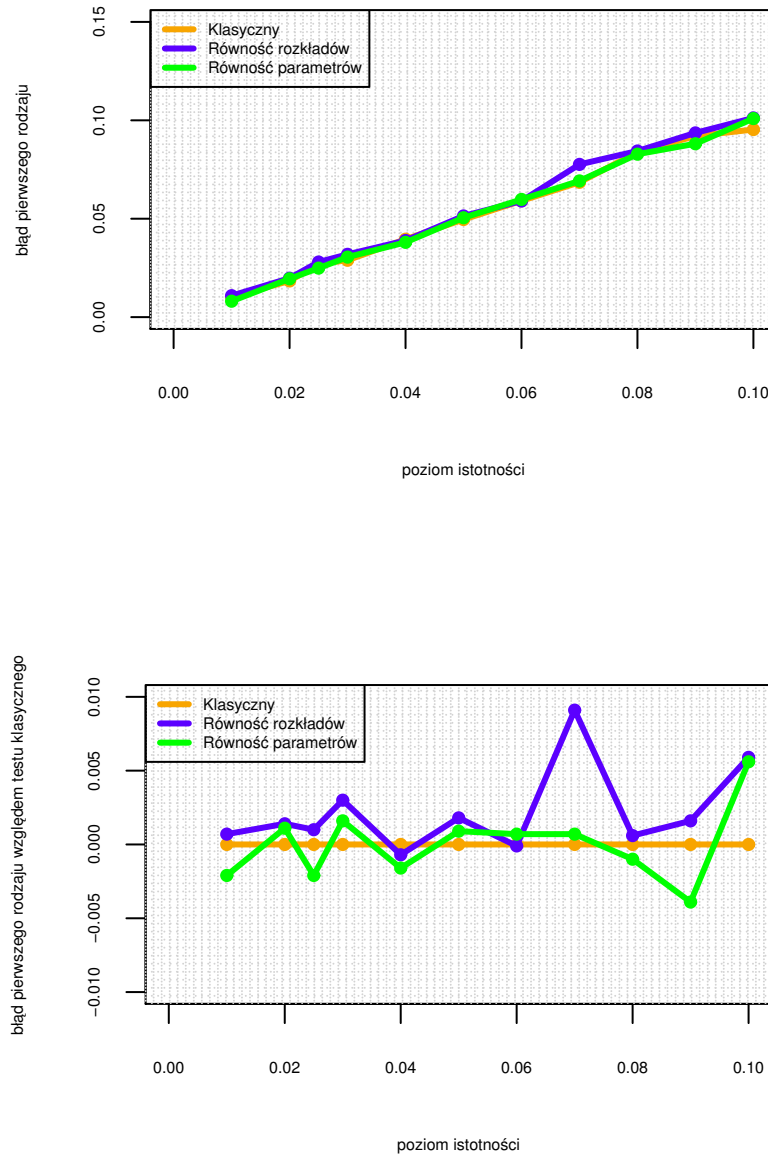 0.15
0.10
0.05
0.00
błąd pierwszego rodzaju
Klasyczny
Równość rozkładów
Równość parametrów
0.00 0.02 0.04 0.06 0.08 0.10
poziom istotności
0.010
0.005
0.000
−0.005
−0.010
błąd pierwszego rodzaju względem testu klasycznego
Klasyczny
Równość rozkładów
Równość parametrów
0.00 0.02 0.04 0.06 0.08 0.10
poziom istotności